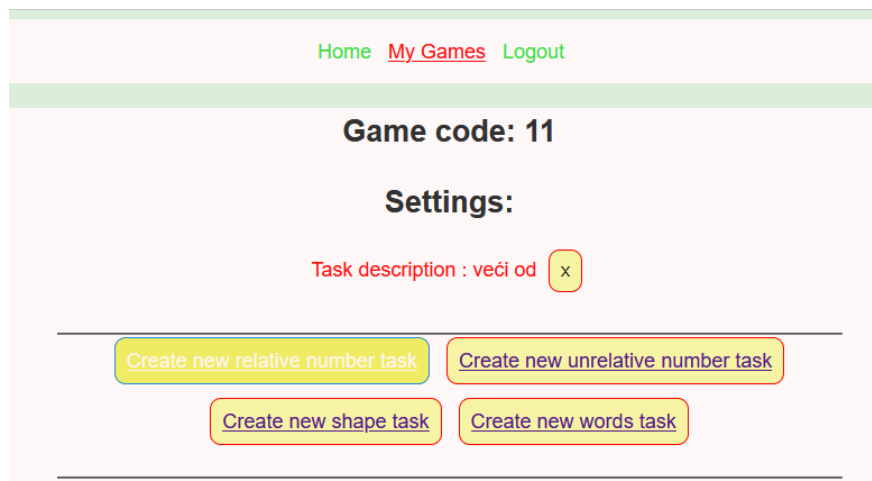 Home My Games Logout
Game code: 11
Settings:
Task description : veći od x
Create new relative number task Create new unrelative number task
Create new shape task Create new words task